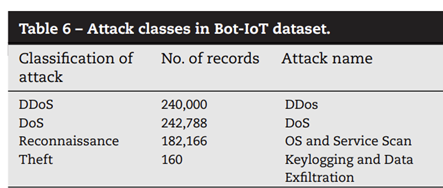 Table 6 – Attack classes in Bot-IoT dataset.
Classification of attack No. of records Attack name
DDoS 240,000 DDos
DoS 242,788 DoS
Reconnaissance 182,166 OS and Service Scan
Theft 160 Keylogging and Data
Exfiltration